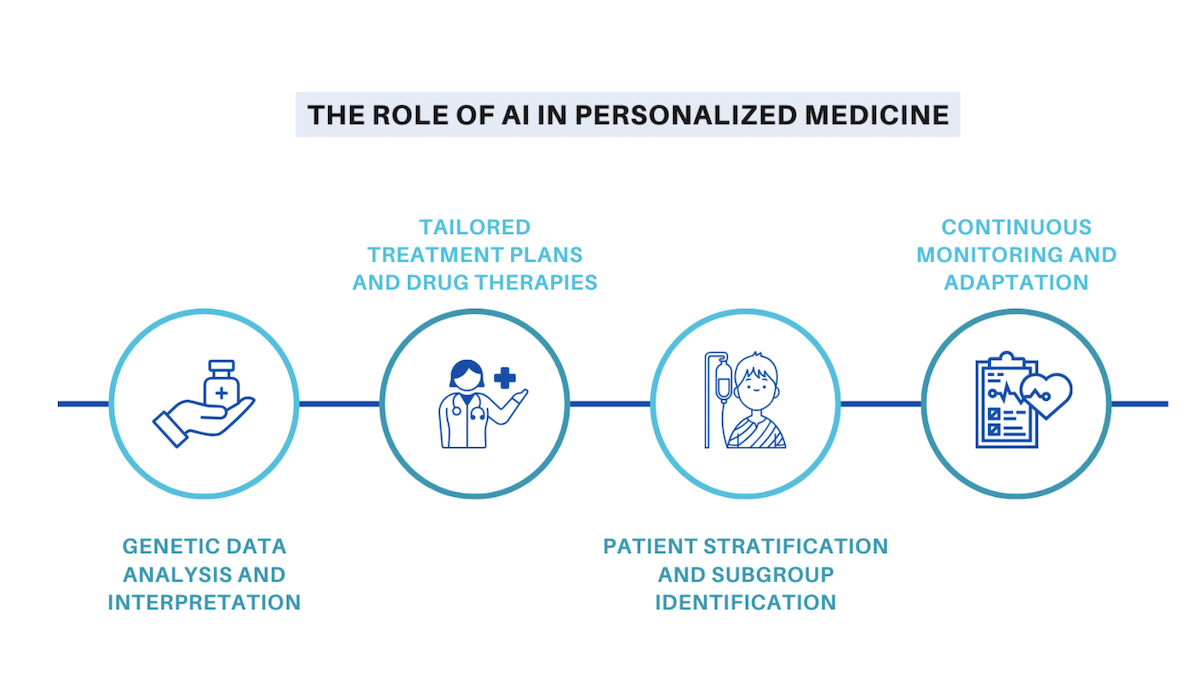 THE ROLE OF AI IN PERSONALIZED MEDICINE
GENETIC DATA
ANALYSIS AND
INTERPRETATION
TAILORED
TREATMENT PLANS
AND DRUG THERAPIES
PATIENT STRATIFICATION
AND SUBGROUP
IDENTIFICATION
CONTINUOUS
MONITORING AND
ADAPTATION